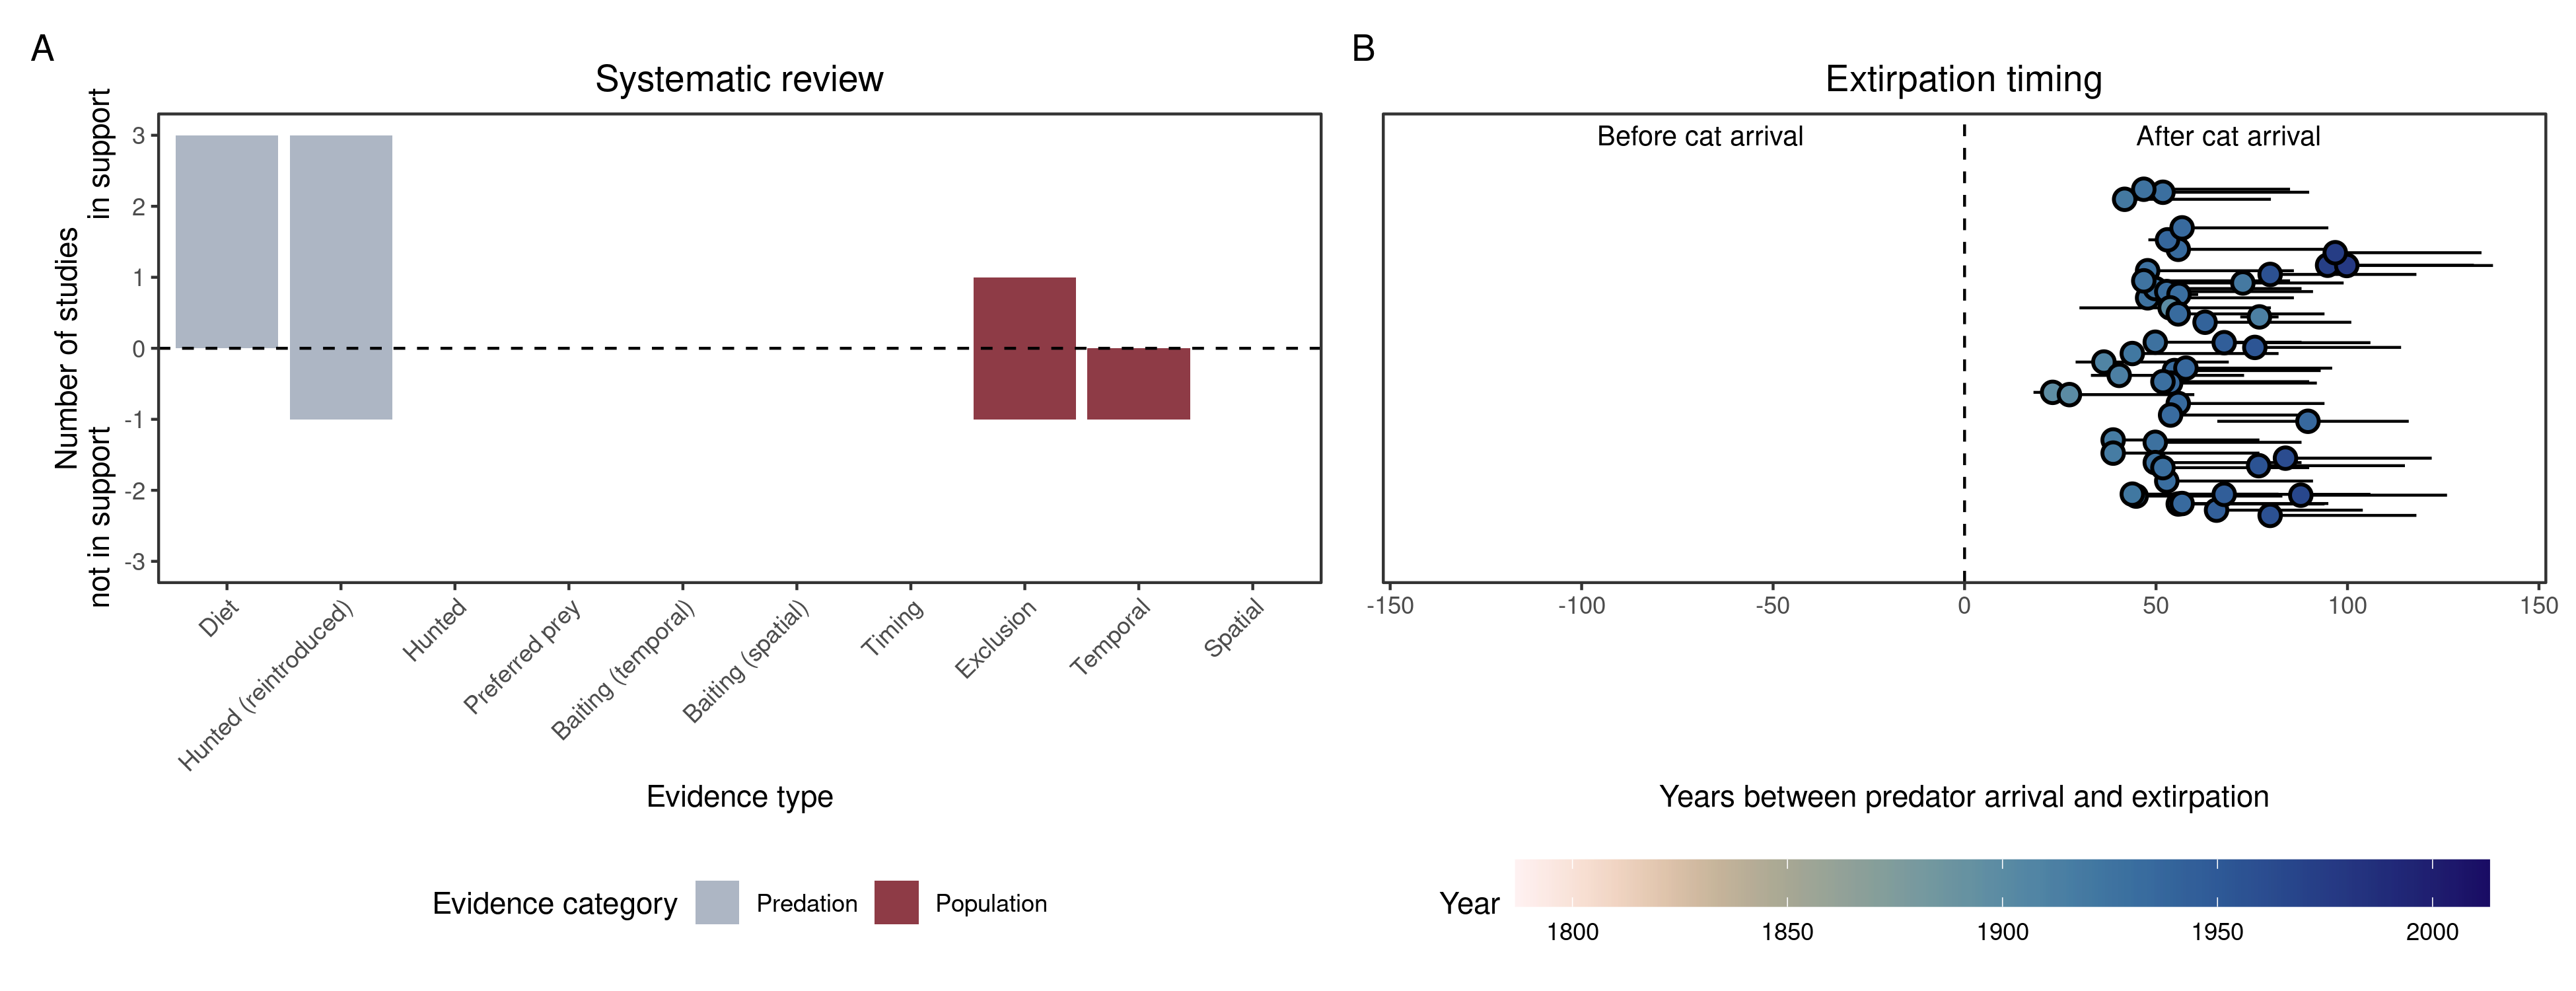 A
Systematic review
Number of studies
not in support
in support
3
2
1
0
-1
-2
-3
Diet
Hunted (reintroduced)
Hunted
Preferred prey
Baiting (temporal)
Baiting (spatial)
Timing
Exclusion
Temporal
Spatial
Evidence type
Evidence category
Predation
Population
B
Extirpation timing
Before cat arrival
After cat arrival
-150
-100
-50
0
50
100
150
Years between predator arrival and extirpation
Year
1800
1850
1900
1950
2000